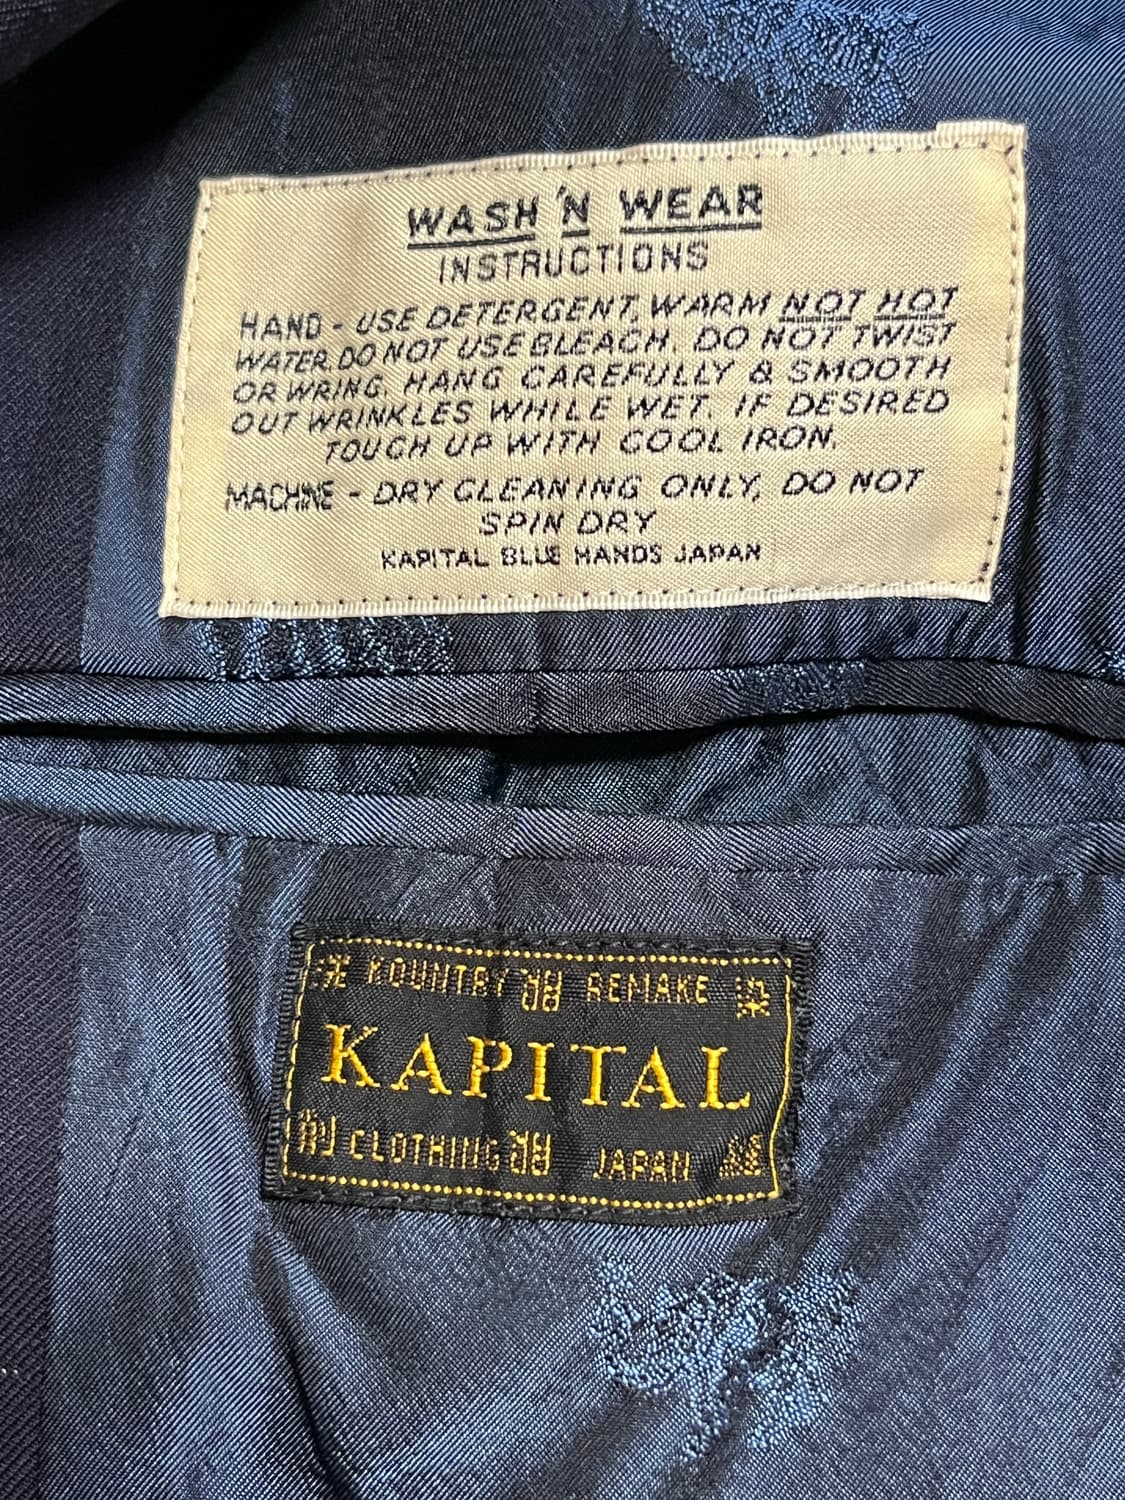 WASH 'N WEAR
INSTRUCTIONS
HAND - USE DETERGENT, WARM NOT HOT
WATER. DO NOT USE BLEACH. DO NOT TWIST
OR WRING. HANG CAREFULLY & SMOOTH
OUT WRINKLES WHILE WET. IF DESIRED
TOUCH UP WITH COOL IRON.
MACHINE - DRY CLEANING ONLY, DO NOT
SPIN DRY
KAPITAL BLUE HANDS JAPAN
KOUNTRY REMAKE
KAPITAL
CLOTHING JAPAN